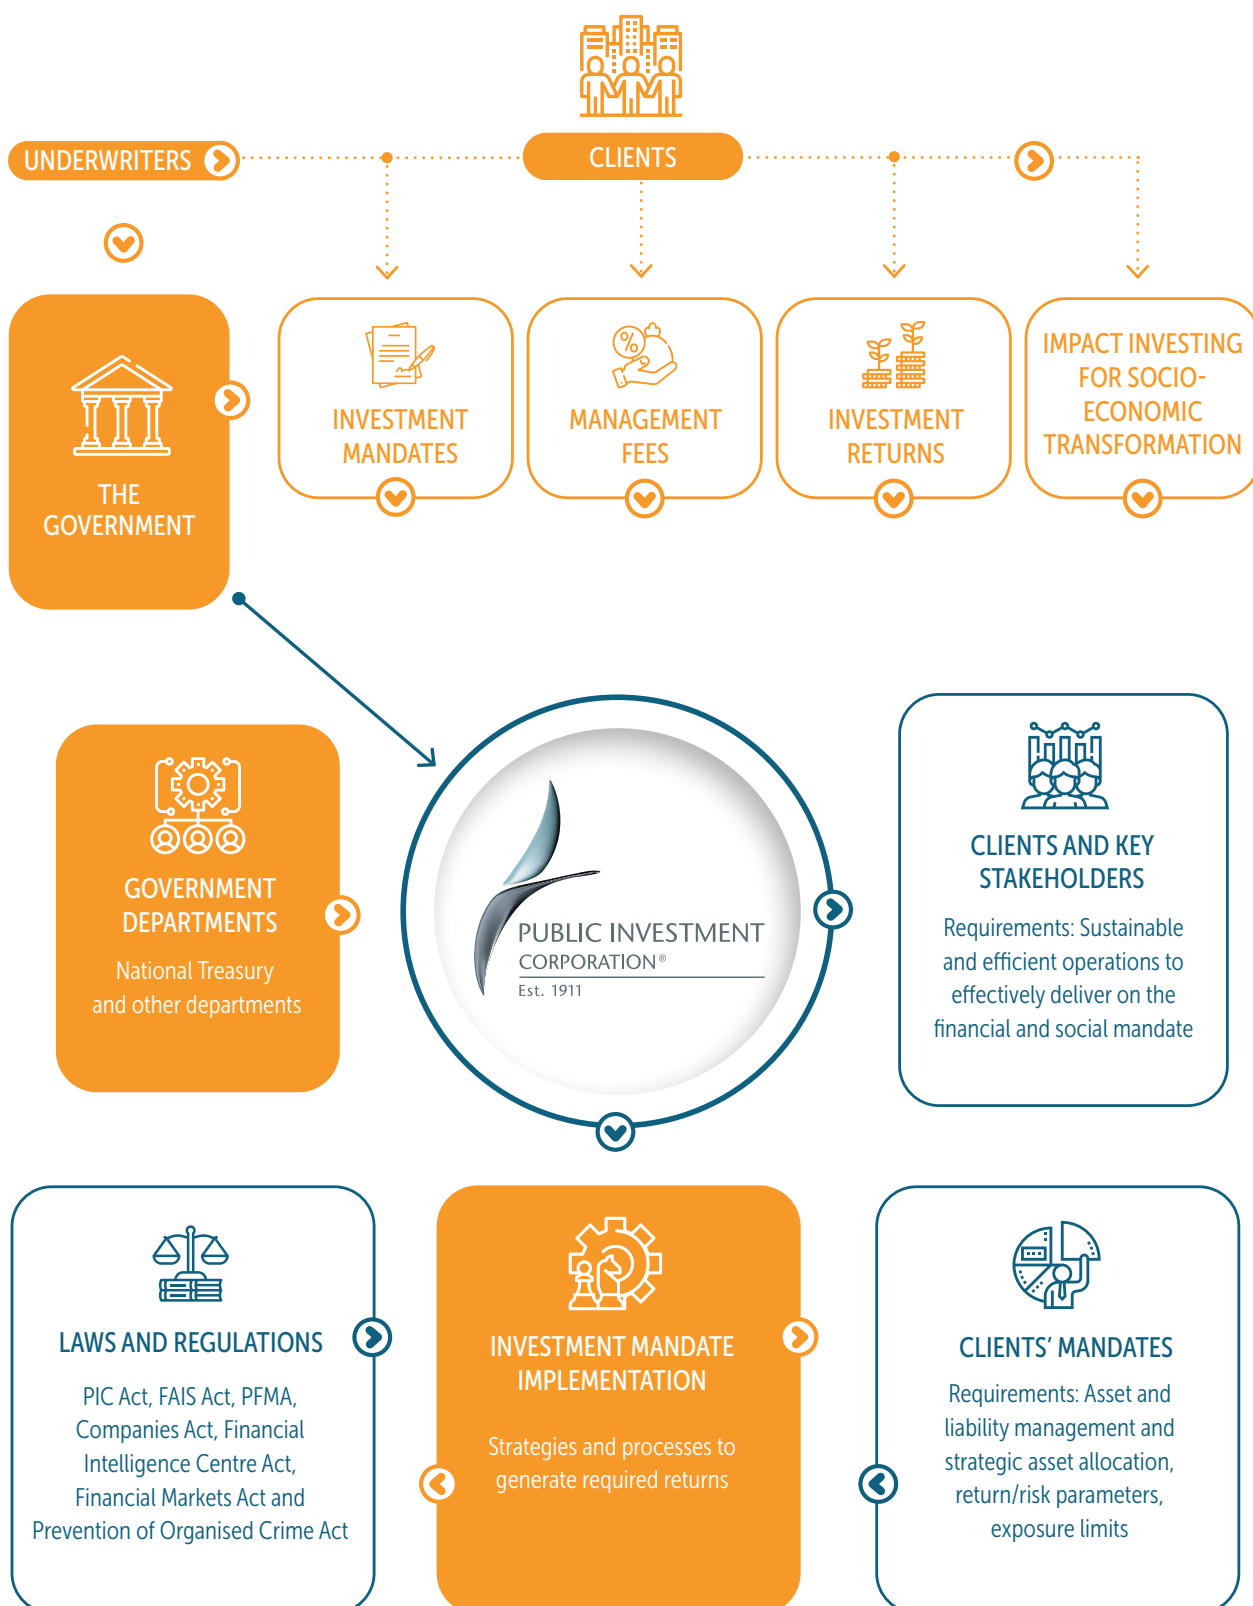 UNDERWRITERS
CLIENTS
THE
GOVERNMENT
INVESTMENT
MANDATES
%
MANAGEMENT
FEES
INVESTMENT
RETURNS
IMPACT INVESTING
FOR SOCIO-
ECONOMIC
TRANSFORMATION
GOVERNMENT
DEPARTMENTS
National Treasury
and other departments
PUBLIC INVESTMENT
CORPORATION®
Est. 1911
CLIENTS AND KEY
STAKEHOLDERS
Requirements: Sustainable
and efficient operations to
effectively deliver on the
financial and social mandate
LAWS AND REGULATIONS
PIC Act, FAIS Act, PFMA,
Companies Act, Financial
Intelligence Centre Act,
Financial Markets Act and
Prevention of Organised Crime Act
INVESTMENT MANDATE
IMPLEMENTATION
Strategies and processes to
generate required returns
CLIENTS’ MANDATES
Requirements: Asset and
liability management and
strategic asset allocation,
return/risk parameters,
exposure limits